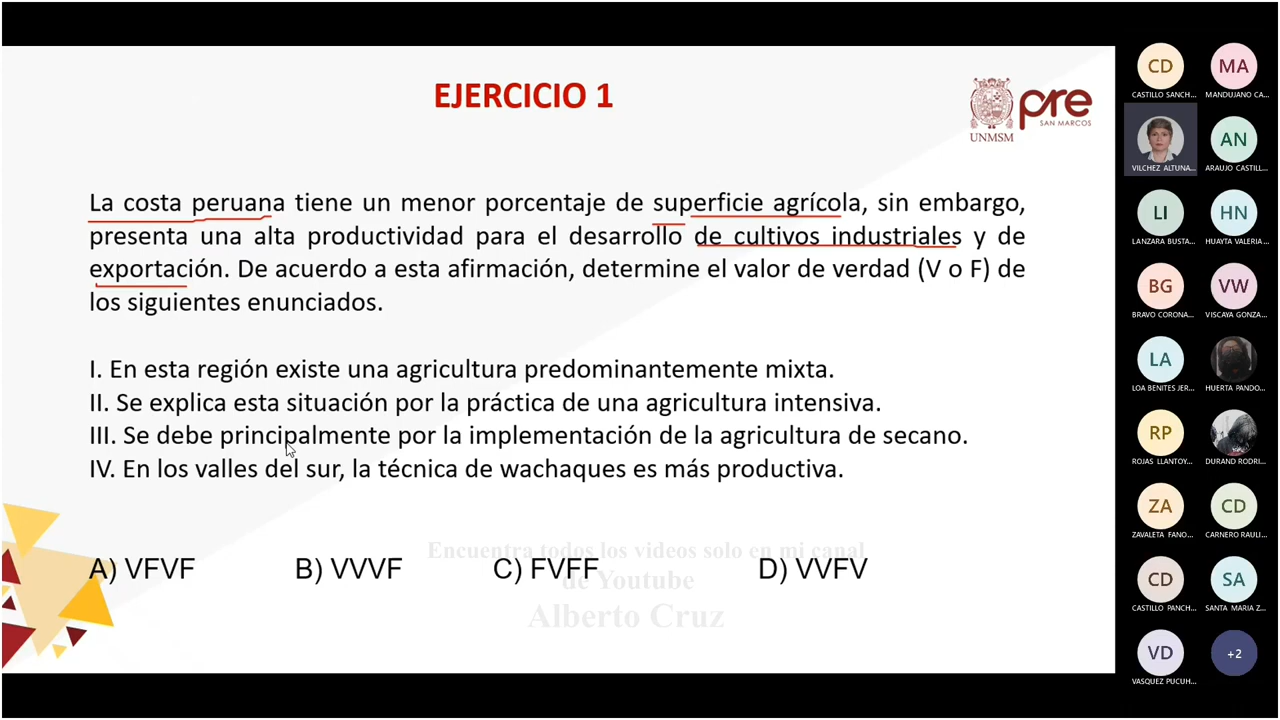 EJERCICIO 1
UNMSM
pre
SAN MARCOS
La costa peruana tiene un menor porcentaje de superficie agrícola, sin embargo,
presenta una alta productividad para el desarrollo de cultivos industriales y de
exportación. De acuerdo a esta afirmación, determine el valor de verdad (V o F) de
los siguientes enunciados.
I. En esta región existe una agricultura predominantemente mixta.
II. Se explica esta situación por la práctica de una agricultura intensiva.
III. Se debe principalmente por la implementación de la agricultura de secano.
IV. En los valles del sur, la técnica de wachaques es más productiva.
A) VFVF B) VVVF C) FVFF D) VVFV
Encuentra todos los videos solo en mi canal
de Youtube
Alberto Cruz
CD MA
CASTILLO SANCH... MANDUJANO CA...
AN
VILCHEZ ALTUNA... ARAUJO CASTILL...
LI HN
LANZARA BUSTA... HUAYTA VALERIA...
BG VW
BRAVO CORONA... VISCAYA GONZA...
LA
LOA BENITES JER... HUERTA PANDO...
RP
ROJAS LLANTOY... DURAND RODRI...
ZA CD
ZAVALETA FANO... CARNERO RAULI...
CD SA
CASTILLO PANCH... SANTA MARIA Z...
VD +2
VASQUEZ PUCUH...